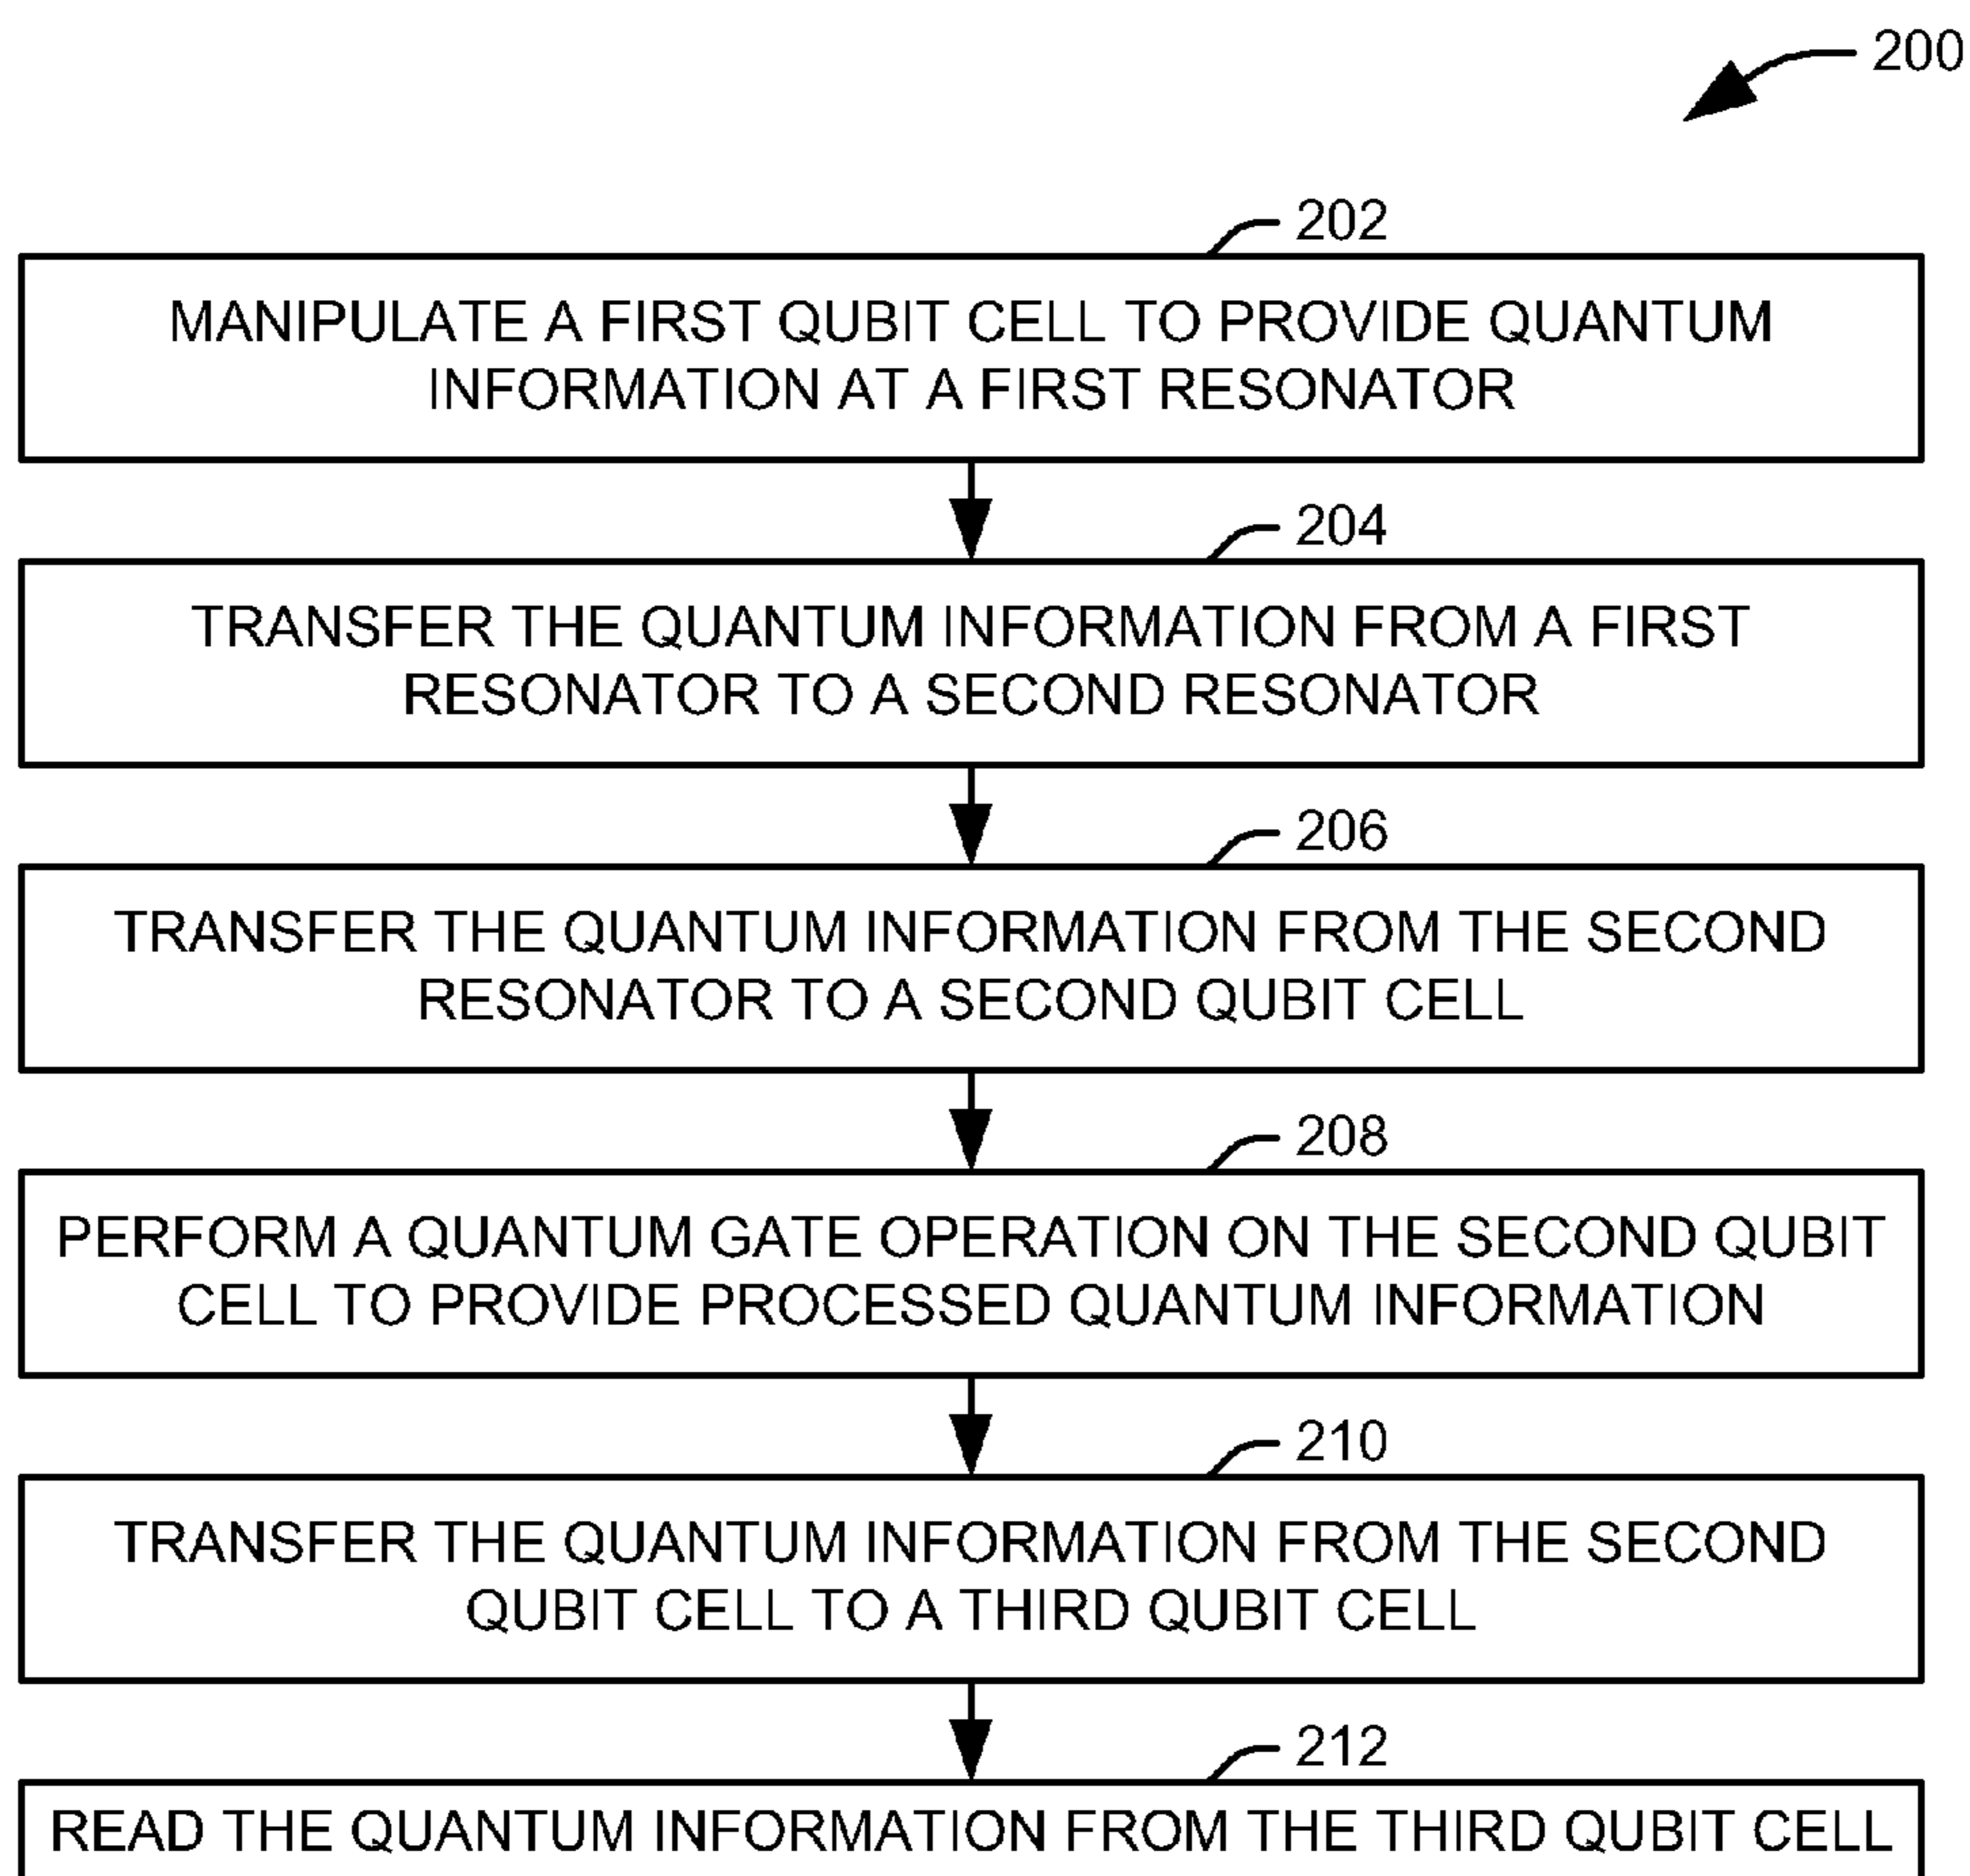 200
202
MANIPULATE A FIRST QUBIT CELL TO PROVIDE QUANTUM
INFORMATION AT A FIRST RESONATOR
204
TRANSFER THE QUANTUM INFORMATION FROM A FIRST
RESONATOR TO A SECOND RESONATOR
206
TRANSFER THE QUANTUM INFORMATION FROM THE SECOND
RESONATOR TO A SECOND QUBIT CELL
208
PERFORM A QUANTUM GATE OPERATION ON THE SECOND QUBIT
CELL TO PROVIDE PROCESSED QUANTUM INFORMATION
210
TRANSFER THE QUANTUM INFORMATION FROM THE SECOND
QUBIT CELL TO A THIRD QUBIT CELL
212
READ THE QUANTUM INFORMATION FROM THE THIRD QUBIT CELL